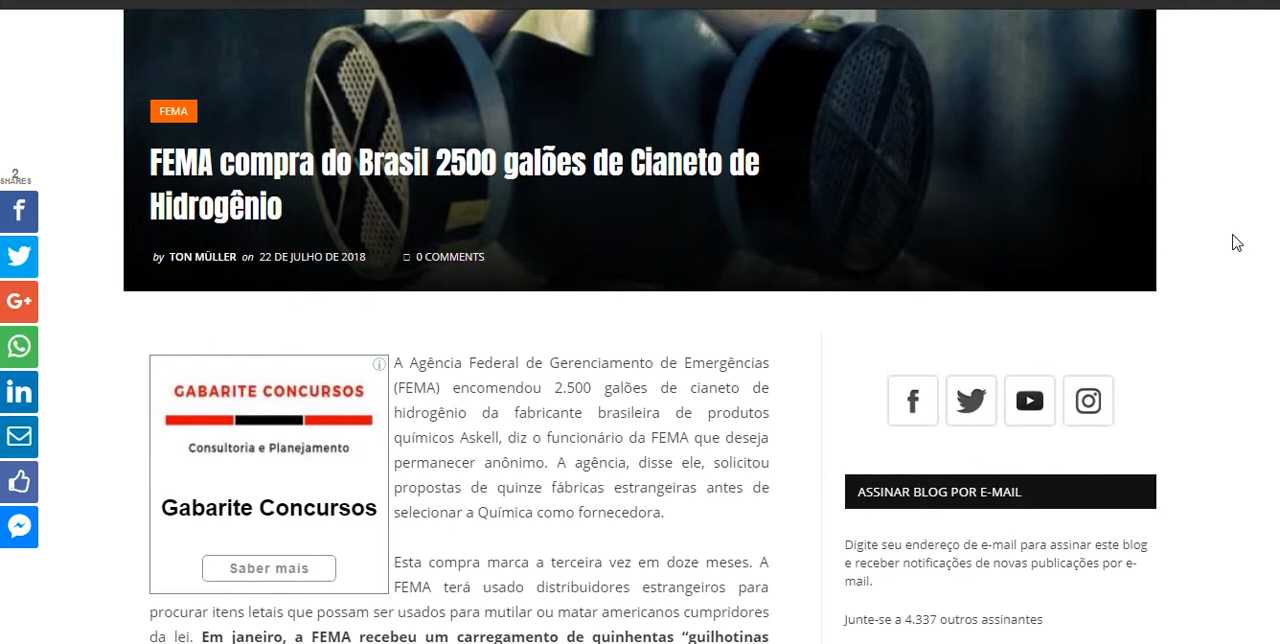 FEMA
FEMA compra do Brasil 2500 galões de Cianeto de
Hidrogênio
by TON MÜLLER on 22 DE JULHO DE 2018 □ 0 COMMENTS
2
SHARES
G+
in
GABARITE CONCURSOS
Consultoria e Planejamento
Gabarite Concursos
Saber mais
A Agência Federal de Gerenciamento de Emergências
(FEMA) encomendou 2.500 galões de cianeto de
hidrogênio da fabricante brasileira de produtos
químicos Askell, diz o funcionário da FEMA que deseja
permanecer anônimo. A agência, disse ele, solicitou
propostas de quinze fábricas estrangeiras antes de
selecionar a Química como fornecedora.
Esta compra marca a terceira vez em doze meses. A
FEMA terá usado distribuidores estrangeiros para
procurar itens letais que possam ser usados para mutilar ou matar americanos cumpridores
da lei. Em janeiro, a FEMA recebeu um carregamento de quinhentas “guilhotinas
ASSINAR BLOG POR E-MAIL
Digite seu endereço de e-mail para assinar este blog
e receber notificações de novas publicações por e-
mail.
Junte-se a 4.337 outros assinantes